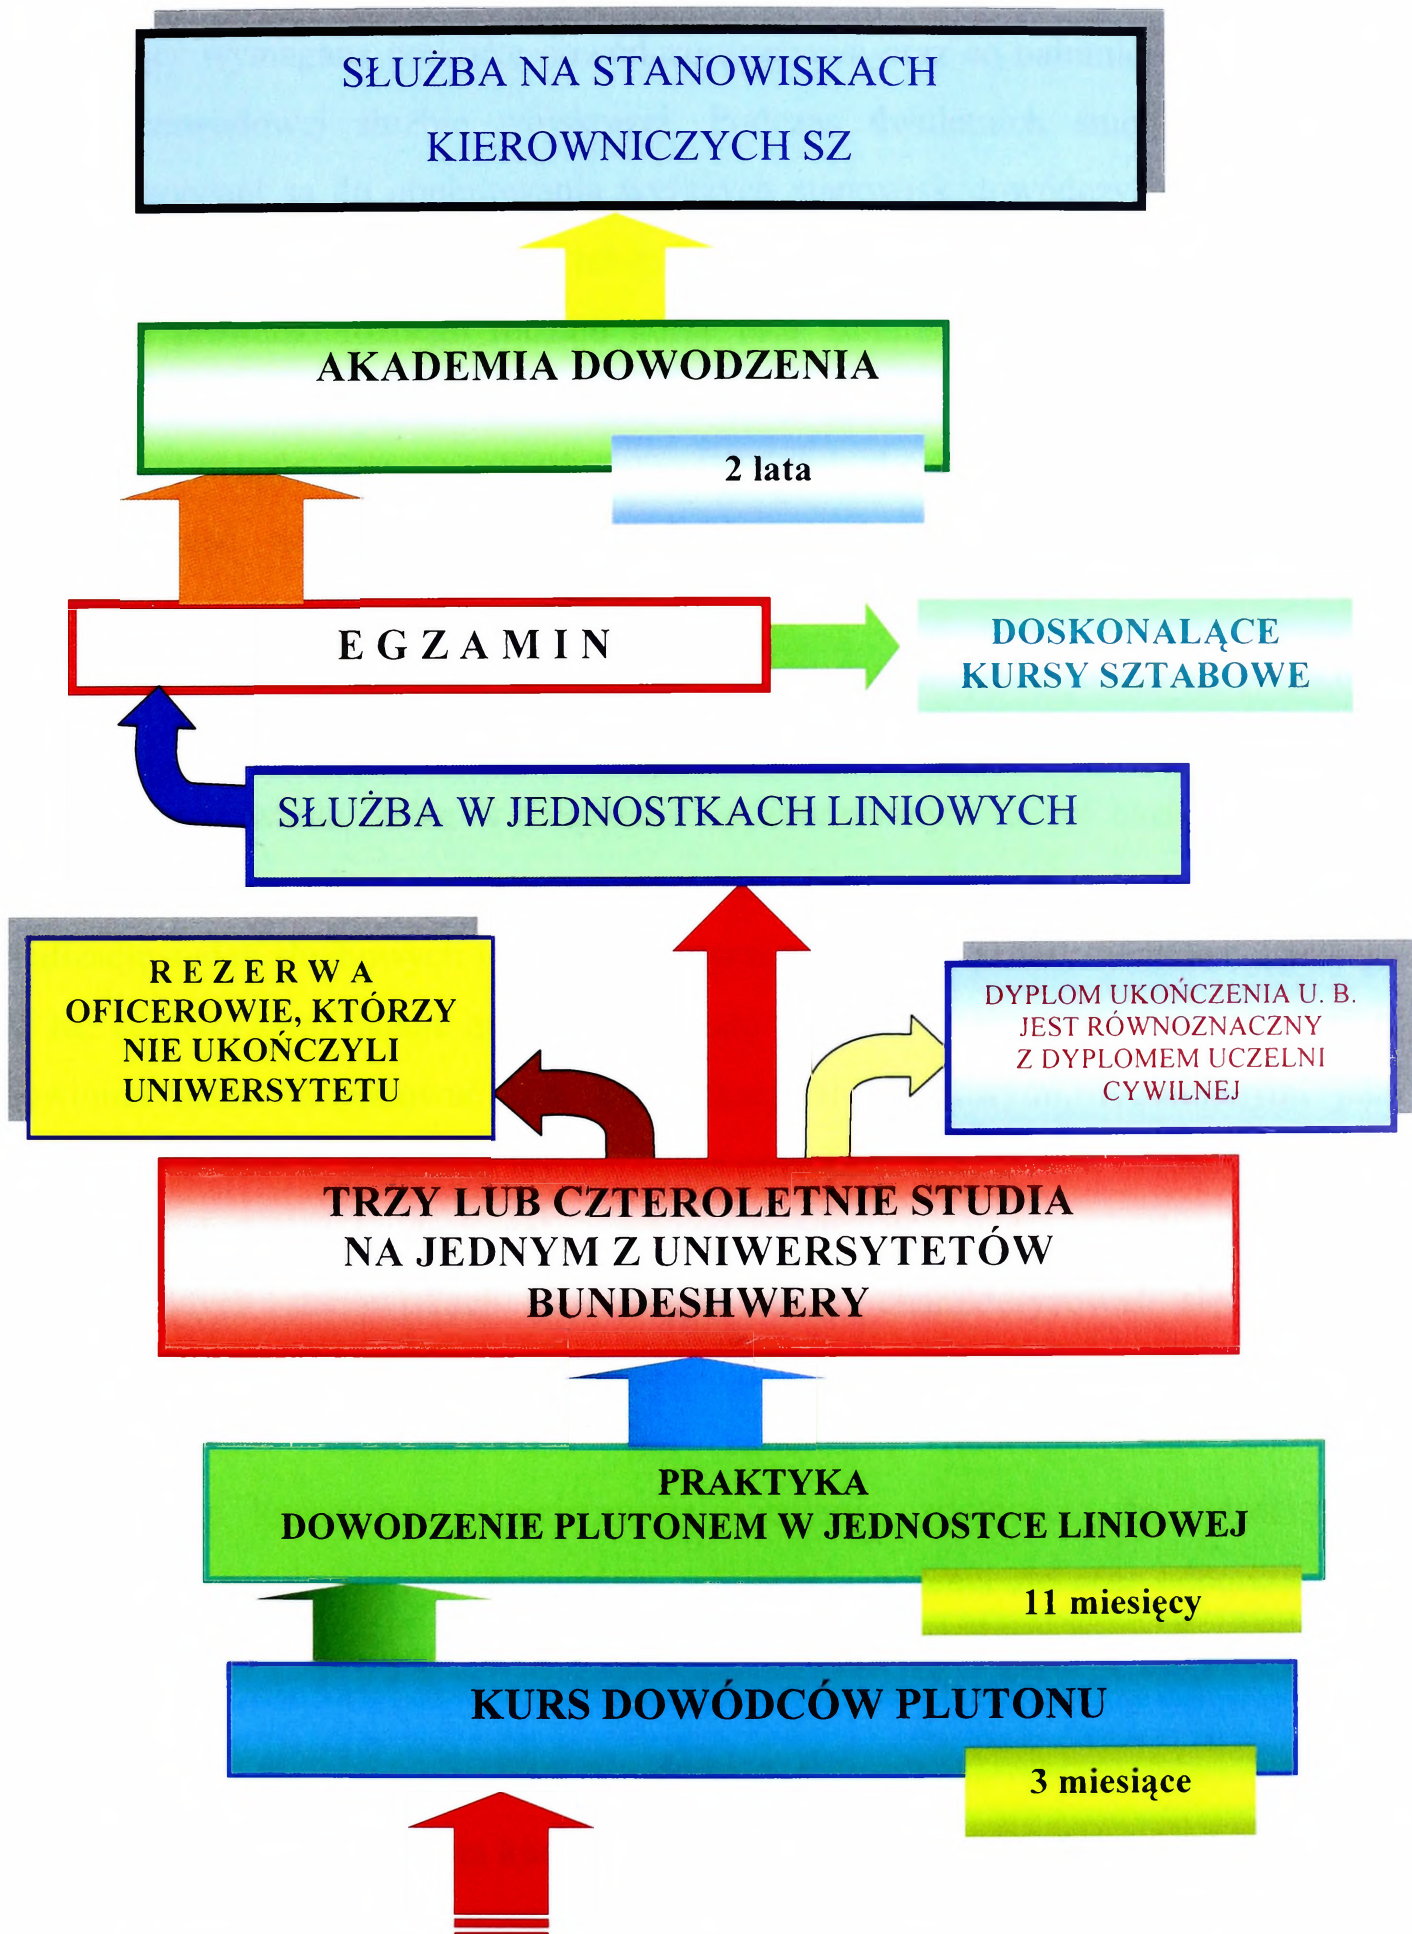 SŁUŻBA NA STANOWISKACH
KIEROWNICZYCH SZ
AKADEMIA DOWODZENIA
2 lata
E G Z A M I N
DOSKONALĄCE
KURSY SZTABOWE
SŁUŻBA W JEDNOSTKACH LINIOWYCH
R E Z E R W A
OFICEROWIE, KTÓRZY
NIE UKOŃCZYLI
UNIWERSYTETU
DYPLOM UKOŃCZENIA U. B.
JEST RÓWNOZNACZNY
Z DYPLOMEM UCZELNI
CYWILNEJ
TRZY LUB CZTEROLETNIE STUDIA
NA JEDNYM Z UNIWERSYTETÓW
BUNDESHWERY
PRAKTYKA
DOWODZENIE PLUTONEM W JEDNOSTCE LINIOWEJ
11 miesięcy
KURS DOWÓDCÓW PLUTONU
3 miesiące